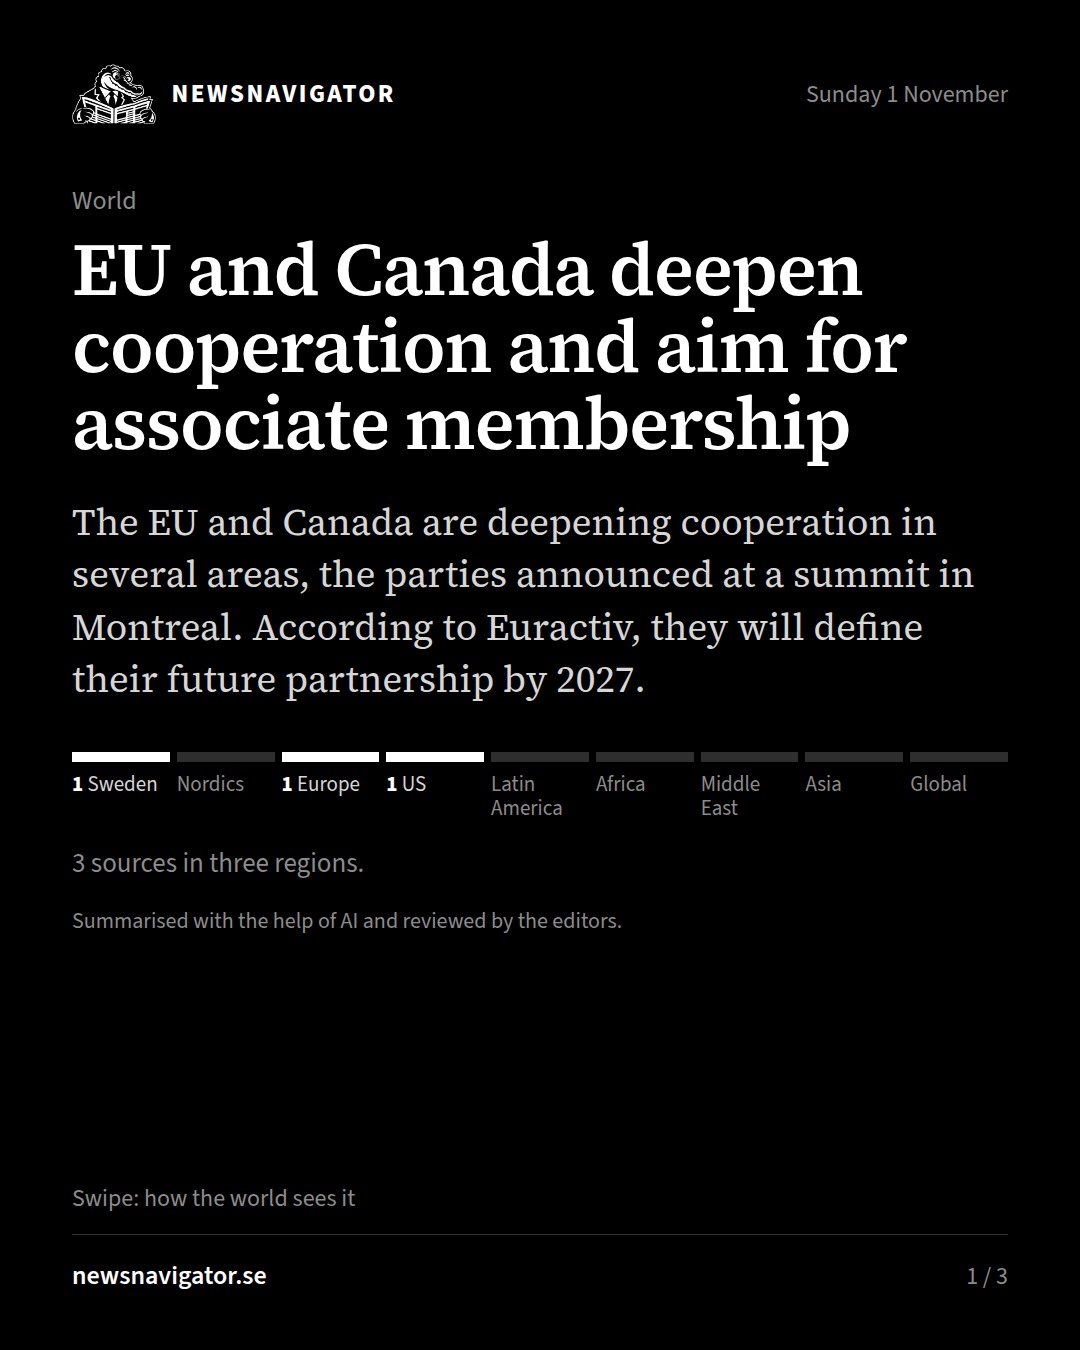 NEWSNAVIGATOR
Sunday 1 November
World
EU and Canada deepen
cooperation and aim for
associate membership
The EU and Canada are deepening cooperation in
several areas, the parties announced at a summit in
Montreal. According to Euractiv, they will define
their future partnership by 2027.
1 Sweden
Nordics
1 Europe
1 US
Latin
America
Africa
Middle
East
Asia
Global
3 sources in three regions.
Summarised with the help of AI and reviewed by the editors.
Swipe: how the world sees it
newsnavigator.se
1 / 3